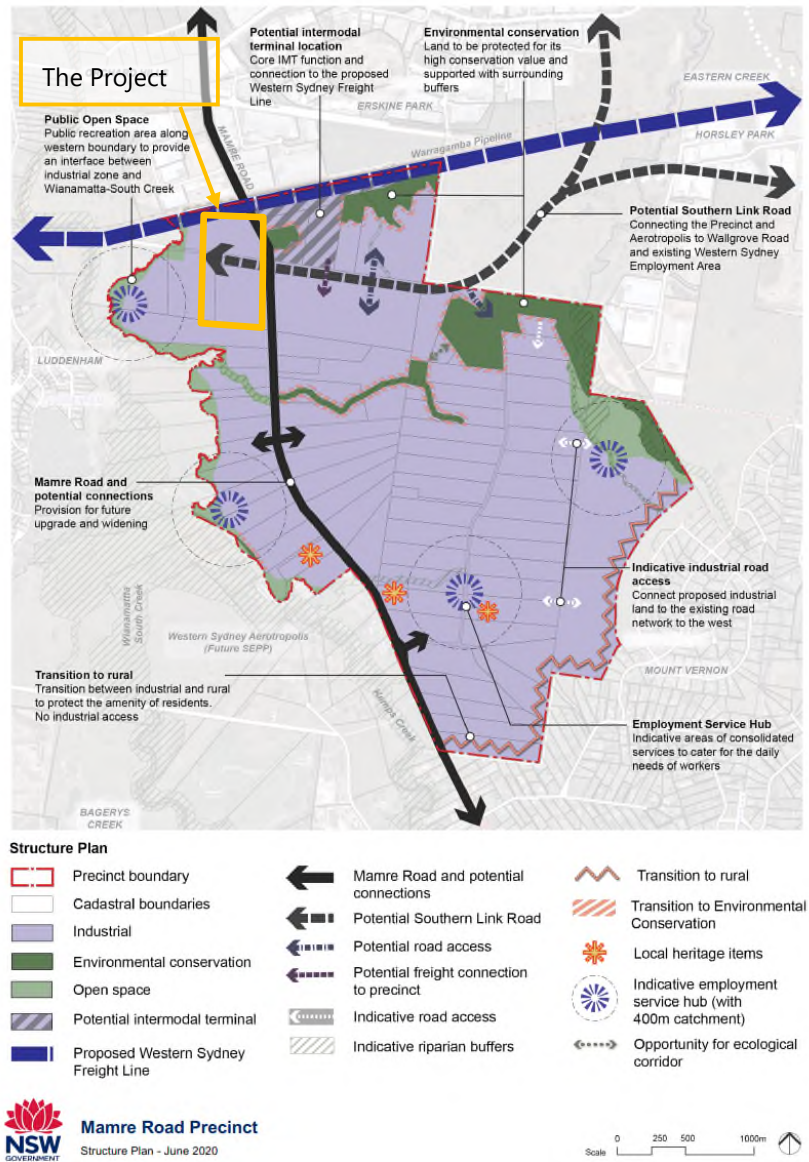 The Project
Potential intermodal
terminal location
Core IMT function and
connection to the proposed
Western Sydney Freight
Line
Environmental conservation
Land to be protected for its
high conservation value and
supported with surrounding
buffers
EASTERN CREEK
ERSKINE PARK
HORSLEY PARK
Public Open Space
Public recreation area along
western boundary to provide
an interface between
industrial zone and
Wianamatta-South Creek
MAMRE ROAD
Warragamba Pipeline
Potential Southern Link Road
Connecting the Precinct and
Aerotropolis to Wallgrove Road
and existing Western Sydney
Employment Area
LUDDENHAM
Mamre Road and
potential connections
Provision for future
upgrade and widening
Indicative industrial road
access
Connect proposed industrial
land to the existing road
network to the west
Wianamatta
South Creek
Western Sydney Aerotropolis
(Future SEPP)
MOUNT VERNON
Transition to rural
Transition between industrial and rural
to protect the amenity of residents.
No industrial access
Kemps Creek
Employment Service Hub
Indicative areas of consolidated
services to cater for the daily
needs of workers
BAGERYS
CREEK
Structure Plan
Precinct boundary
Cadastral boundaries
Industrial
Environmental conservation
Open space
Potential intermodal terminal
Proposed Western Sydney
Freight Line
Mamre Road and potential
connections
Potential Southern Link Road
Potential road access
Potential freight connection
to precinct
Indicative road access
Indicative riparian buffers
Transition to rural
Transition to Environmental
Conservation
Local heritage items
Indicative employment
service hub (with
400m catchment)
Opportunity for ecological
corridor
NSW
GOVERNMENT
Mamre Road Precinct
Structure Plan - June 2020
Scale 0 250 500 1000m